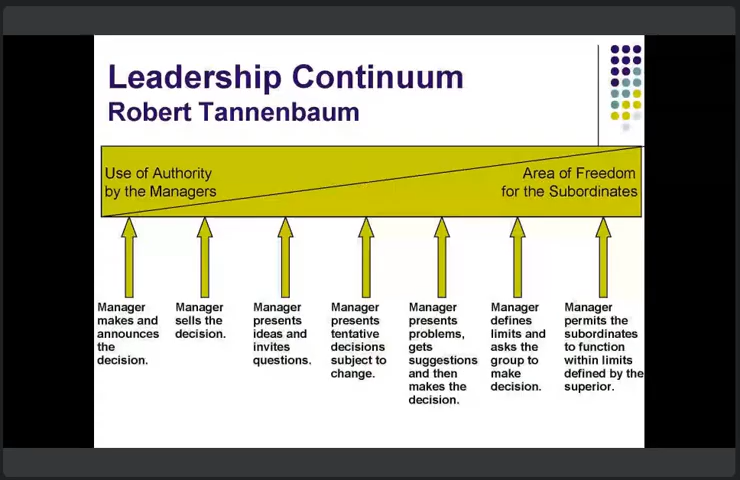 Leadership Continuum
Robert Tannenbaum
Use of Authority
by the Managers
Area of Freedom
for the Subordinates
Manager
makes and
announces
the
decision.
Manager
sells the
decision.
Manager
presents
ideas and
invites
questions.
Manager
presents
tentative
decisions
subject to
change.
Manager
presents
problems,
gets
suggestions
and then
makes the
decision.
Manager
defines
limits and
asks the
group to
make
decision.
Manager
permits the
subordinates
to function
within limits
defined by the
superior.